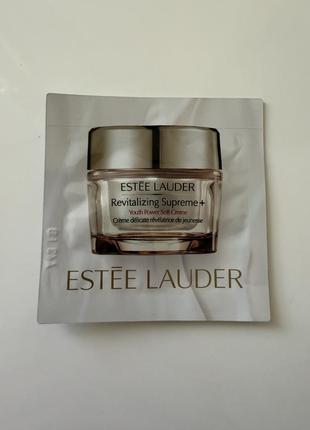 ESTĒE LAUDER
Revitalizing Supreme+
Youth Power Soft Creme
Crème délicate révélatrice de jeunesse
ESTĒE LAUDER